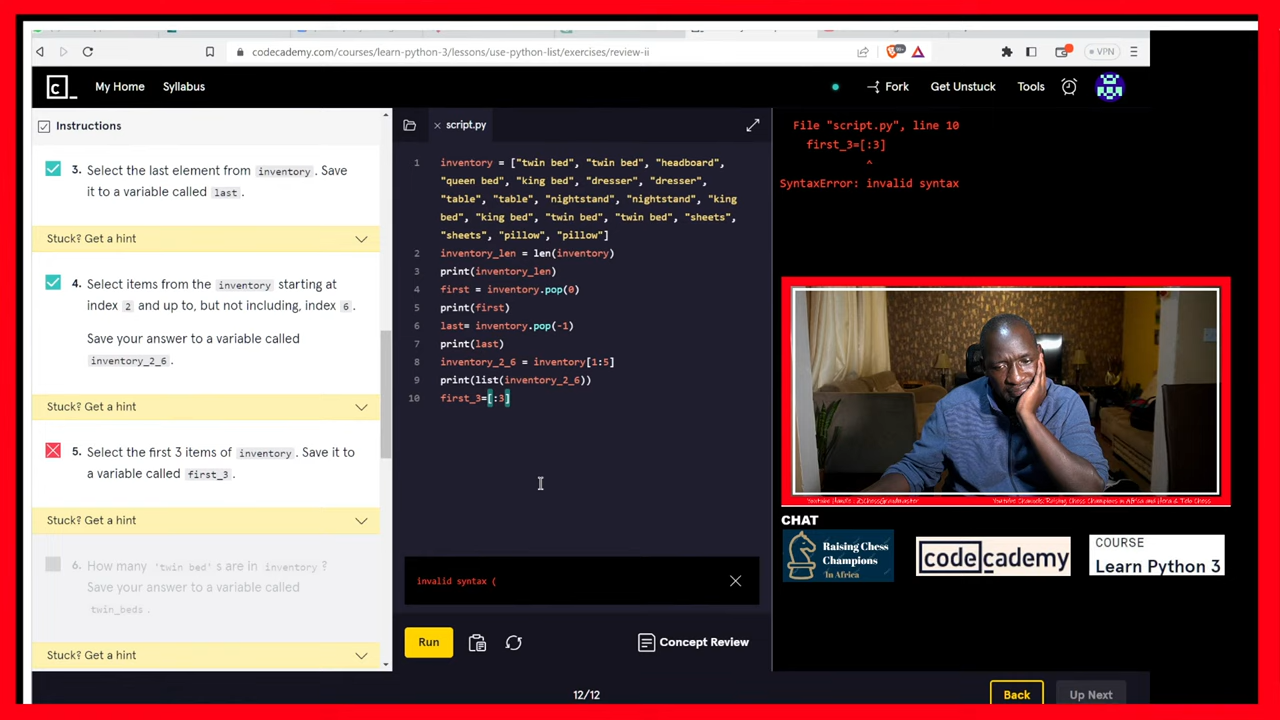 codecademy.com/courses/learn-python-3/lessons/use-python-list/exercises/review-ii
99+
VPN
c_
My Home
Syllabus
Fork
Get Unstuck
Tools
Instructions
3. Select the last element from inventory. Save
it to a variable called last.
Stuck? Get a hint
4. Select items from the inventory starting at
index 2 and up to, but not including, index 6.
Save your answer to a variable called
inventory_2_6.
Stuck? Get a hint
5. Select the first 3 items of inventory. Save it to
a variable called first_3.
Stuck? Get a hint
6. How many 'twin bed' s are in inventory?
Save your answer to a variable called
twin_beds.
Stuck? Get a hint
script.py
1 inventory = ["twin bed", "twin bed", "headboard",
"queen bed", "king bed", "dresser", "dresser",
"table", "table", "nightstand", "nightstand", "king
bed", "king bed", "twin bed", "twin bed", "sheets",
"sheets", "pillow", "pillow"]
2 inventory_len = len(inventory)
3 print(inventory_len)
4 first = inventory.pop(0)
5 print(first)
6 last= inventory.pop(-1)
7 print(last)
8 inventory_2_6 = inventory[1:5]
9 print(list(inventory_2_6))
10 first_3=[:3]
invalid syntax (
Run
Concept Review
File "script.py", line 10
first_3=[:3]
^
SyntaxError: invalid syntax
Youtube Handle : @ChessGrandmaster
CHAT
Raising Chess
Champions
In Africa
codecademy
COURSE
Learn Python 3
12/12
Back
Up Next